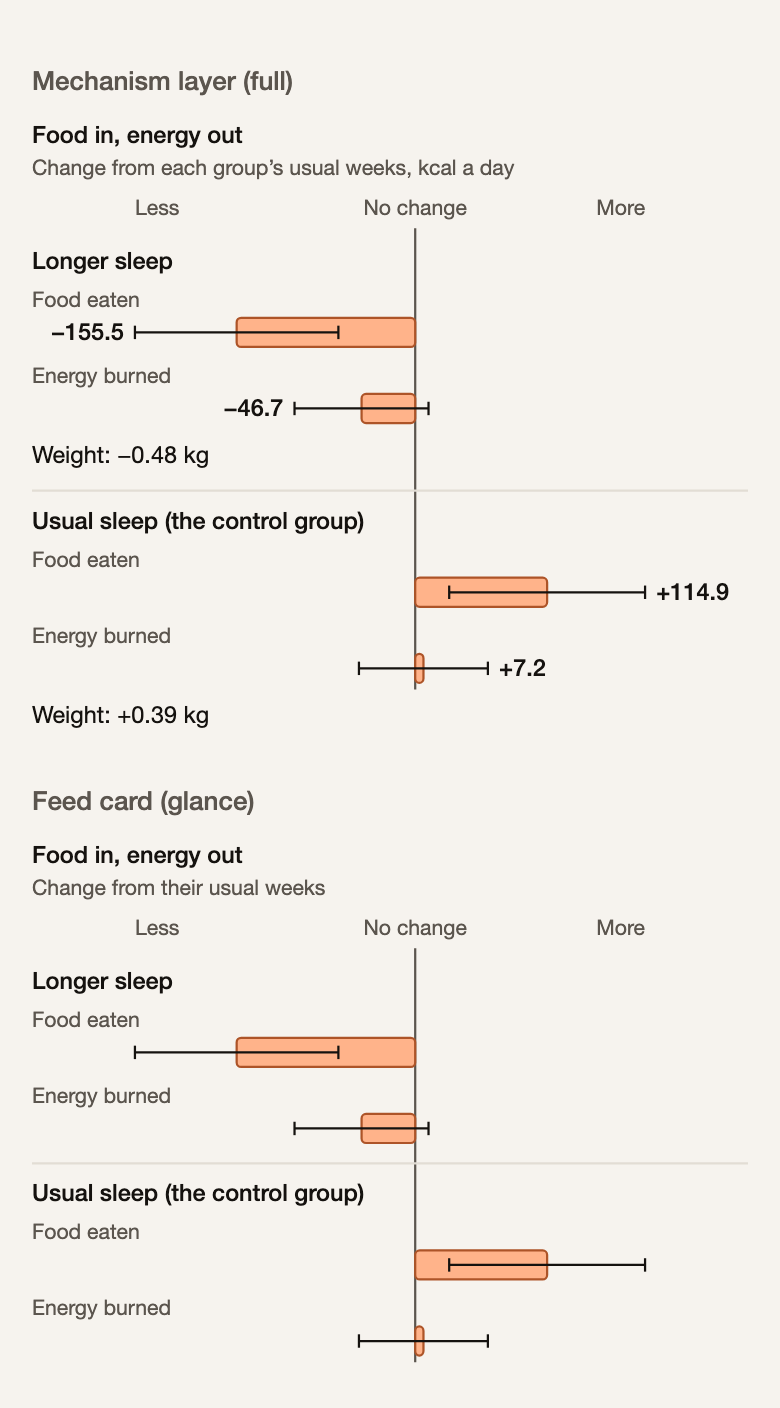 Mechanism layer (full)
Food in, energy out
Change from each group’s usual weeks, kcal a day
Less No change More
Longer sleep
Food eaten
−155.5
Energy burned
−46.7
Weight: −0.48 kg
Usual sleep (the control group)
Food eaten
+114.9
Energy burned
+7.2
Weight: +0.39 kg
Feed card (glance)
Food in, energy out
Change from their usual weeks
Less No change More
Longer sleep
Food eaten
Energy burned
Usual sleep (the control group)
Food eaten
Energy burned